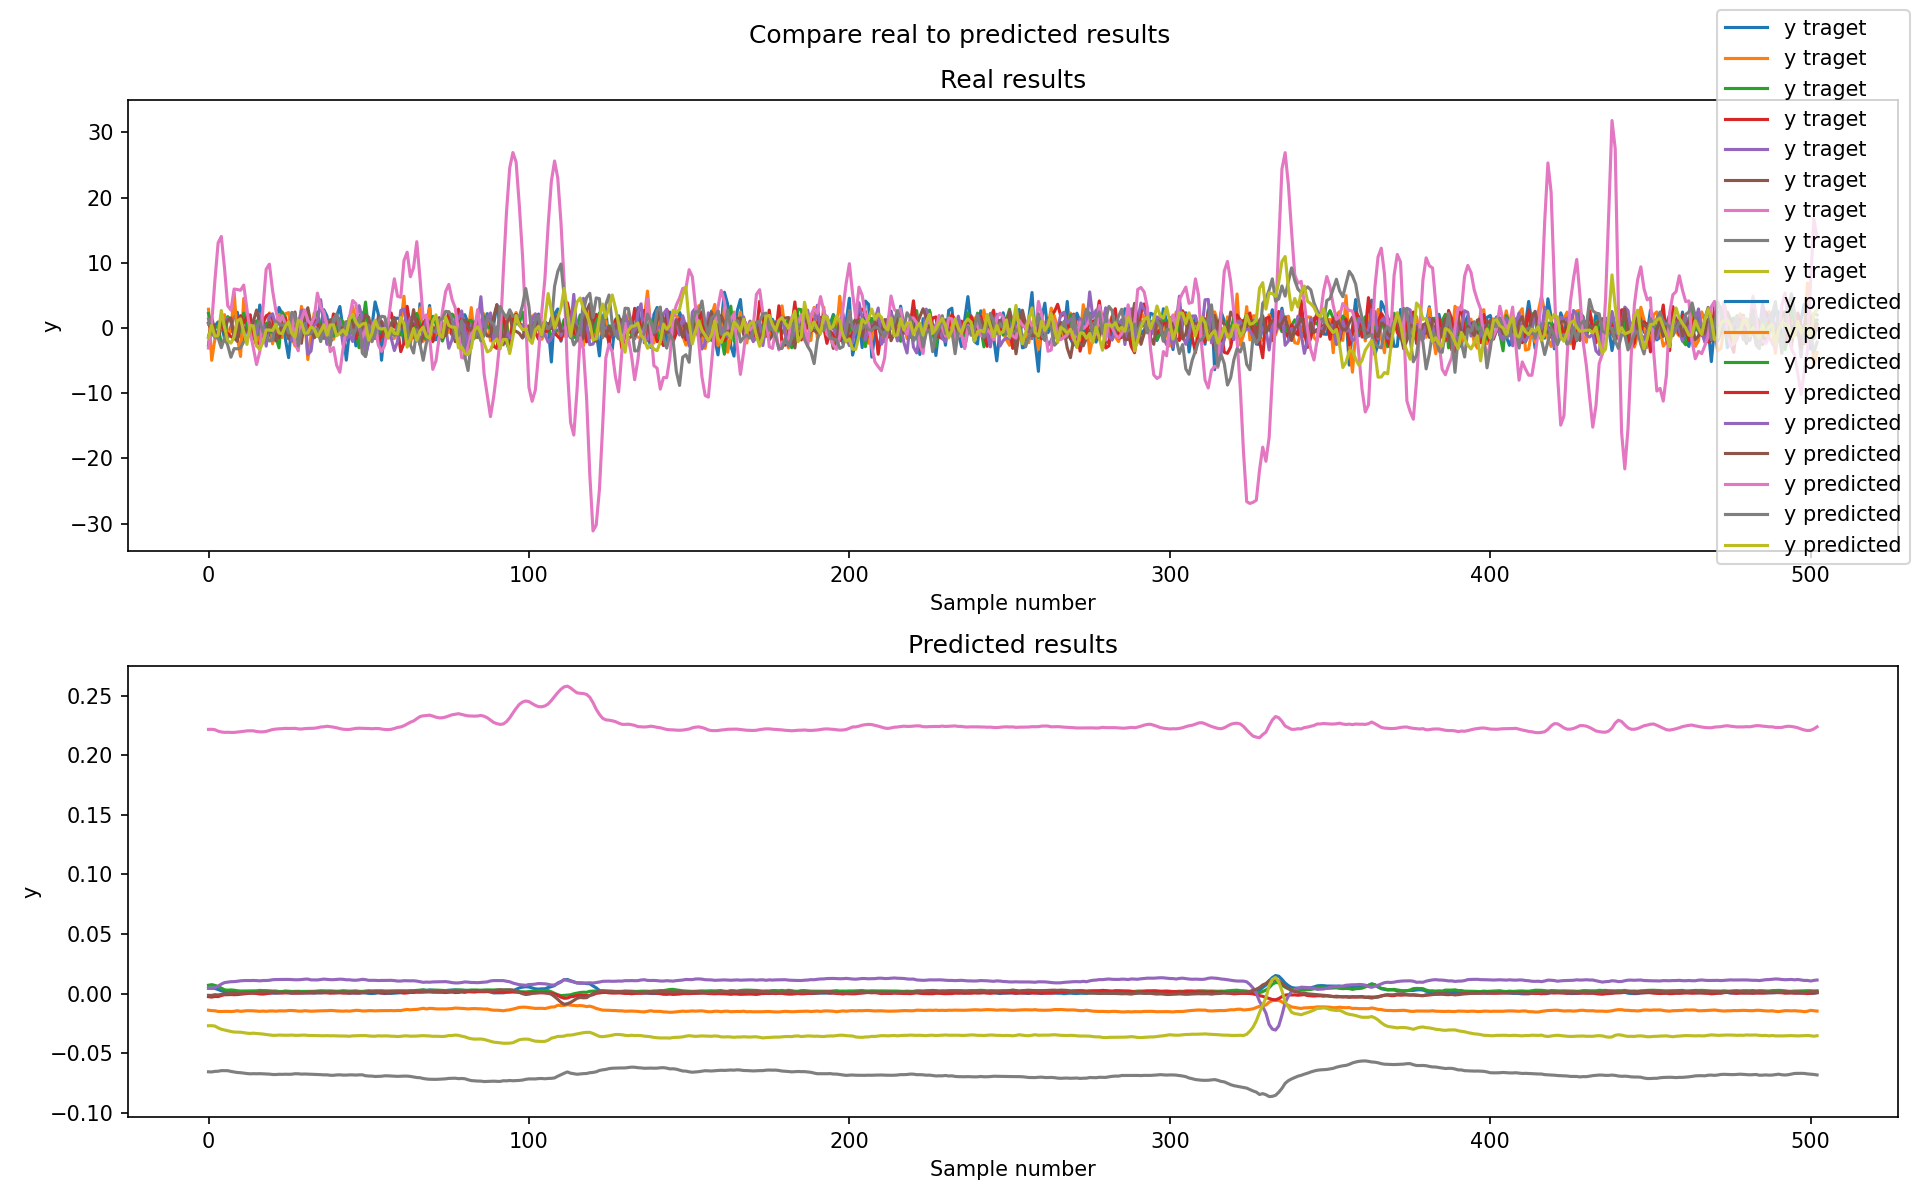 Compare real to predicted results
Real results
y traget
y traget
y traget
y traget
y traget
y traget
y traget
y traget
y traget
y predicted
y predicted
y predicted
y predicted
y predicted
y predicted
y predicted
y predicted
y predicted
30
20
10
0
−10
−20
−30
y
0 100 200 300 400 500
Sample number
Predicted results
0.25
0.20
0.15
0.10
0.05
0.00
−0.05
−0.10
y
0 100 200 300 400 500
Sample number